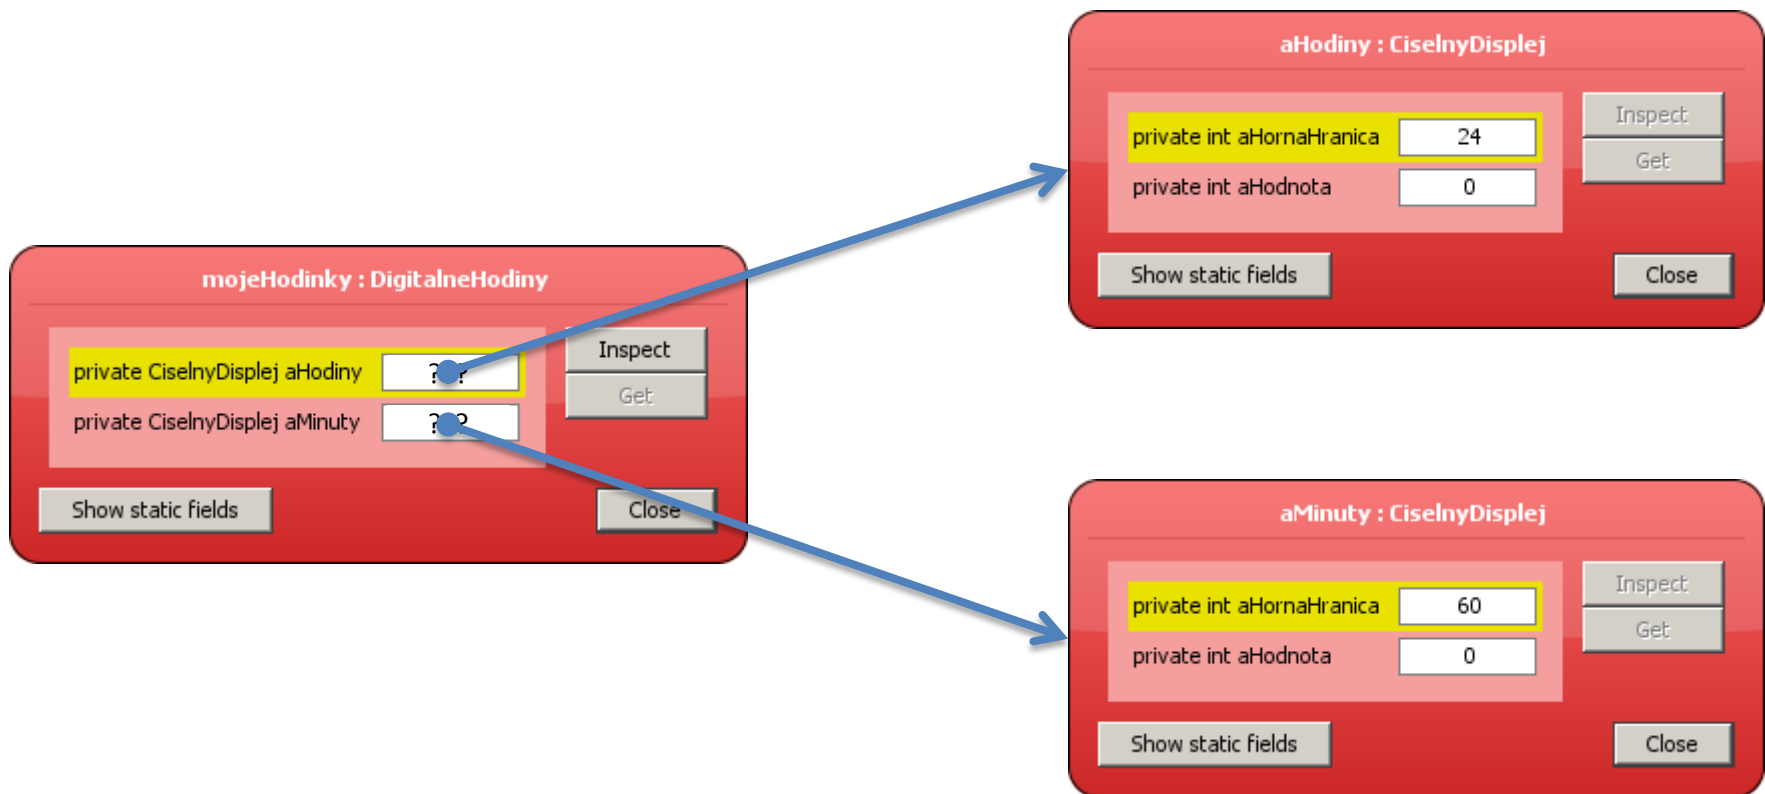 aHodiny : CiselnyDisplej
private int aHornaHranica 24
private int aHodnota 0
Inspect
Get
Show static fields
Close
mojeHodinky : DigitalneHodiny
private CiselnyDisplej aHodiny ? ?
private CiselnyDisplej aMinuty ? ?
Inspect
Get
Show static fields
Close
aMinuty : CiselnyDisplej
private int aHornaHranica 60
private int aHodnota 0
Inspect
Get
Show static fields
Close